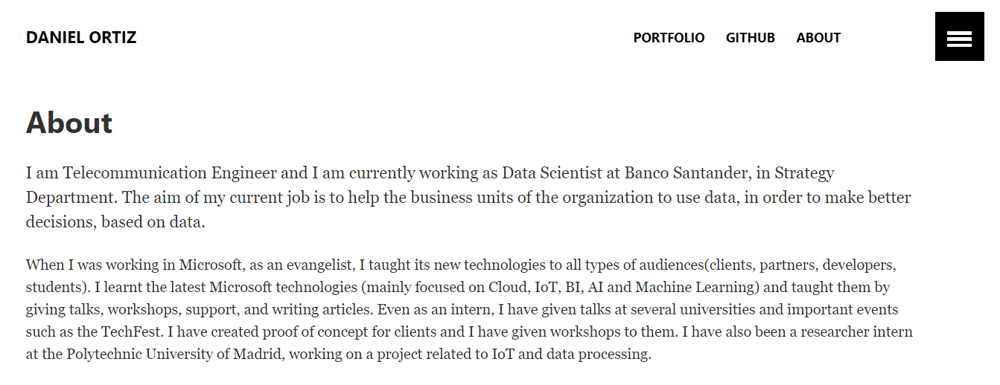 DANIEL ORTIZ
PORTFOLIO GITHUB ABOUT
About
I am Telecommunication Engineer and I am currently working as Data Scientist at Banco Santander, in Strategy
Department. The aim of my current job is to help the business units of the organization to use data, in order to make better
decisions, based on data.
When I was working in Microsoft, as an evangelist, I taught its new technologies to all types of audiences(clients, partners, developers,
students). I learnt the latest Microsoft technologies (mainly focused on Cloud, IoT, BI, AI and Machine Learning) and taught them by
giving talks, workshops, support, and writing articles. Even as an intern, I have given talks at several universities and important events
such as the TechFest. I have created proof of concept for clients and I have given workshops to them. I have also been a researcher intern
at the Polytechnic University of Madrid, working on a project related to IoT and data processing.